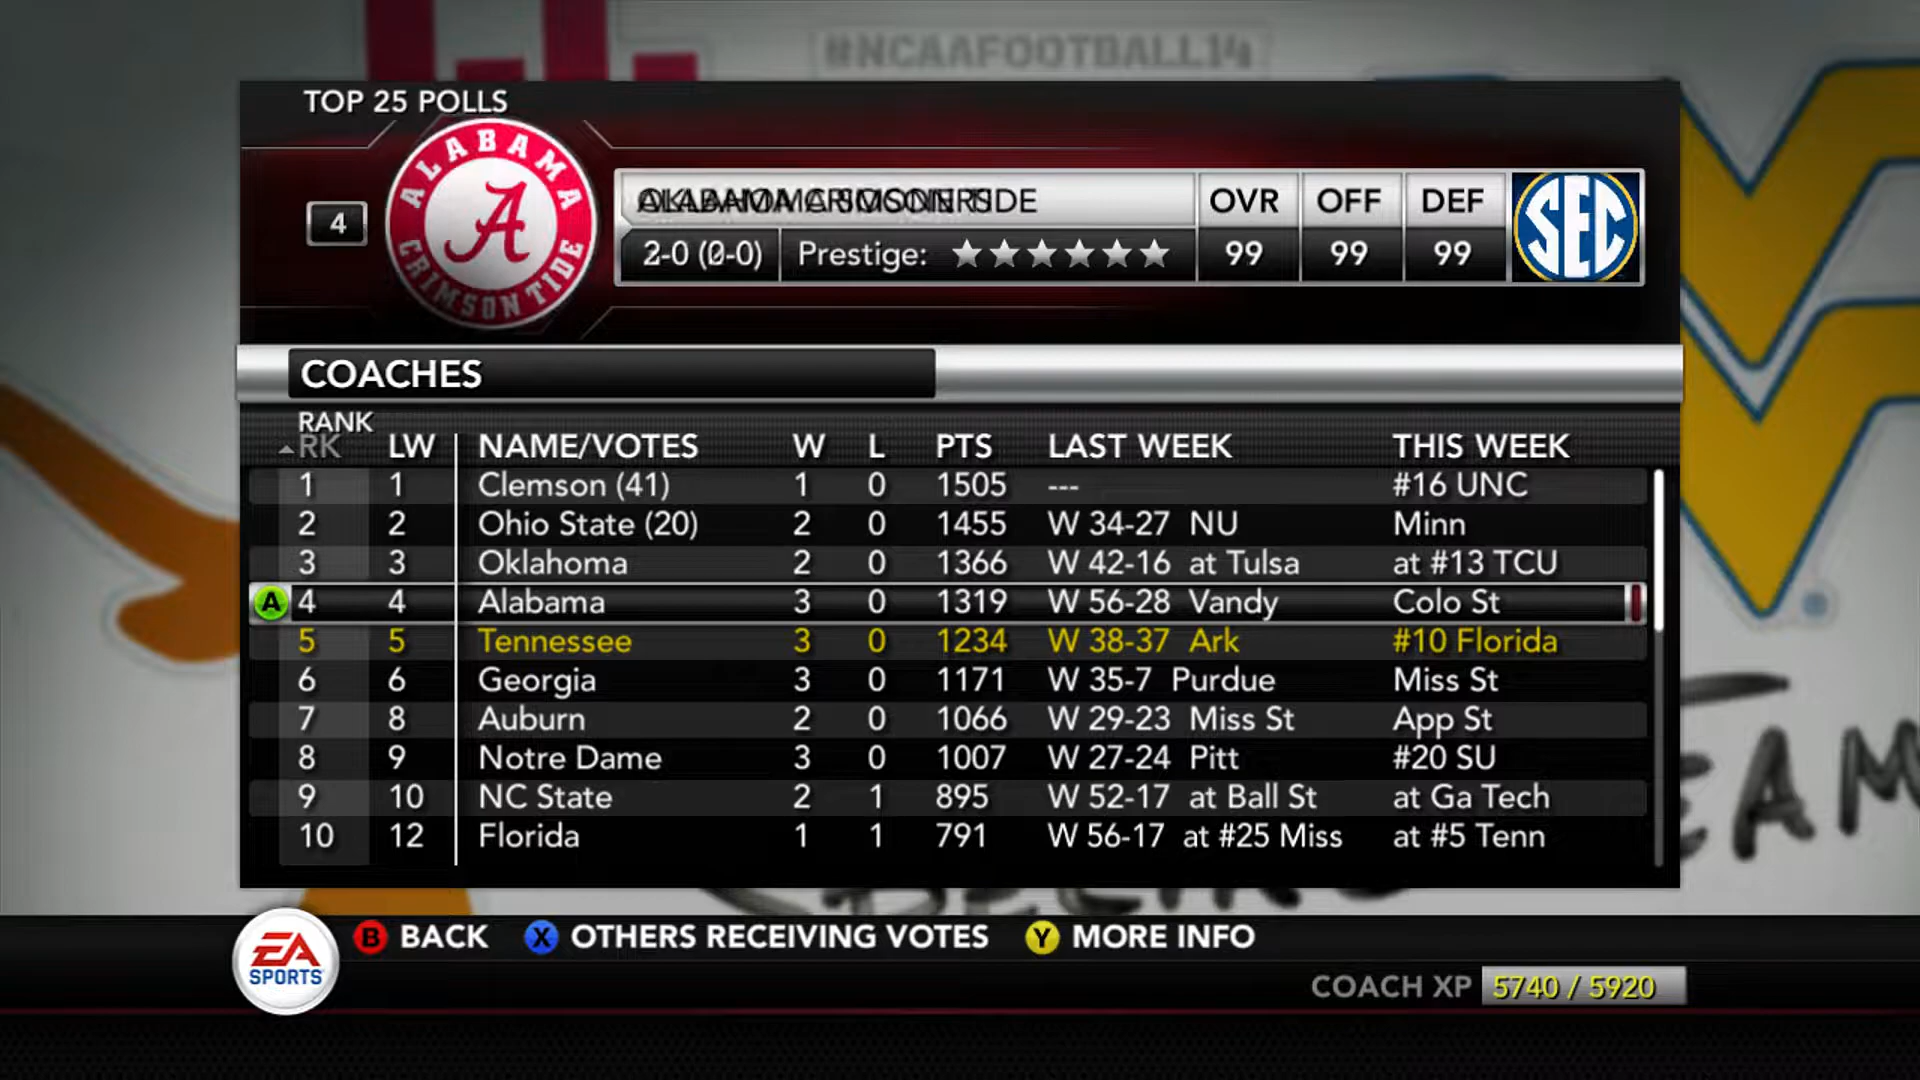 #NCAAFOOTBALL14
TOP 25 POLLS
ALABAMA CRIMSON TIDE
4
ALABAMA CRIMSON TIDE OVR OFF DEF
Prestige: 99 99 99
SEC
COACHES
RANK
RK LW NAME/VOTES W L PTS LAST WEEK THIS WEEK
1 1 Clemson (41) 1 0 1505 --- #16 UNC
2 2 Ohio State (20) 2 0 1455 W 34-27 NU Minn
3 3 Oklahoma 2 0 1366 W 42-16 at Tulsa at #13 TCU
A 4 4 Alabama 3 0 1319 W 56-28 Vandy Colo St
5 5 Tennessee 3 0 1234 W 38-37 Ark #10 Florida
6 6 Georgia 3 0 1171 W 35-7 Purdue Miss St
7 8 Auburn 2 0 1066 W 29-23 Miss St App St
8 9 Notre Dame 3 0 1007 W 27-24 Pitt #20 SU
9 10 NC State 2 1 895 W 52-17 at Ball St at Ga Tech
10 12 Florida 1 1 791 W 56-17 at #25 Miss at #5 Tenn
EA SPORTS
B BACK X OTHERS RECEIVING VOTES Y MORE INFO
COACH XP 5740 / 5920